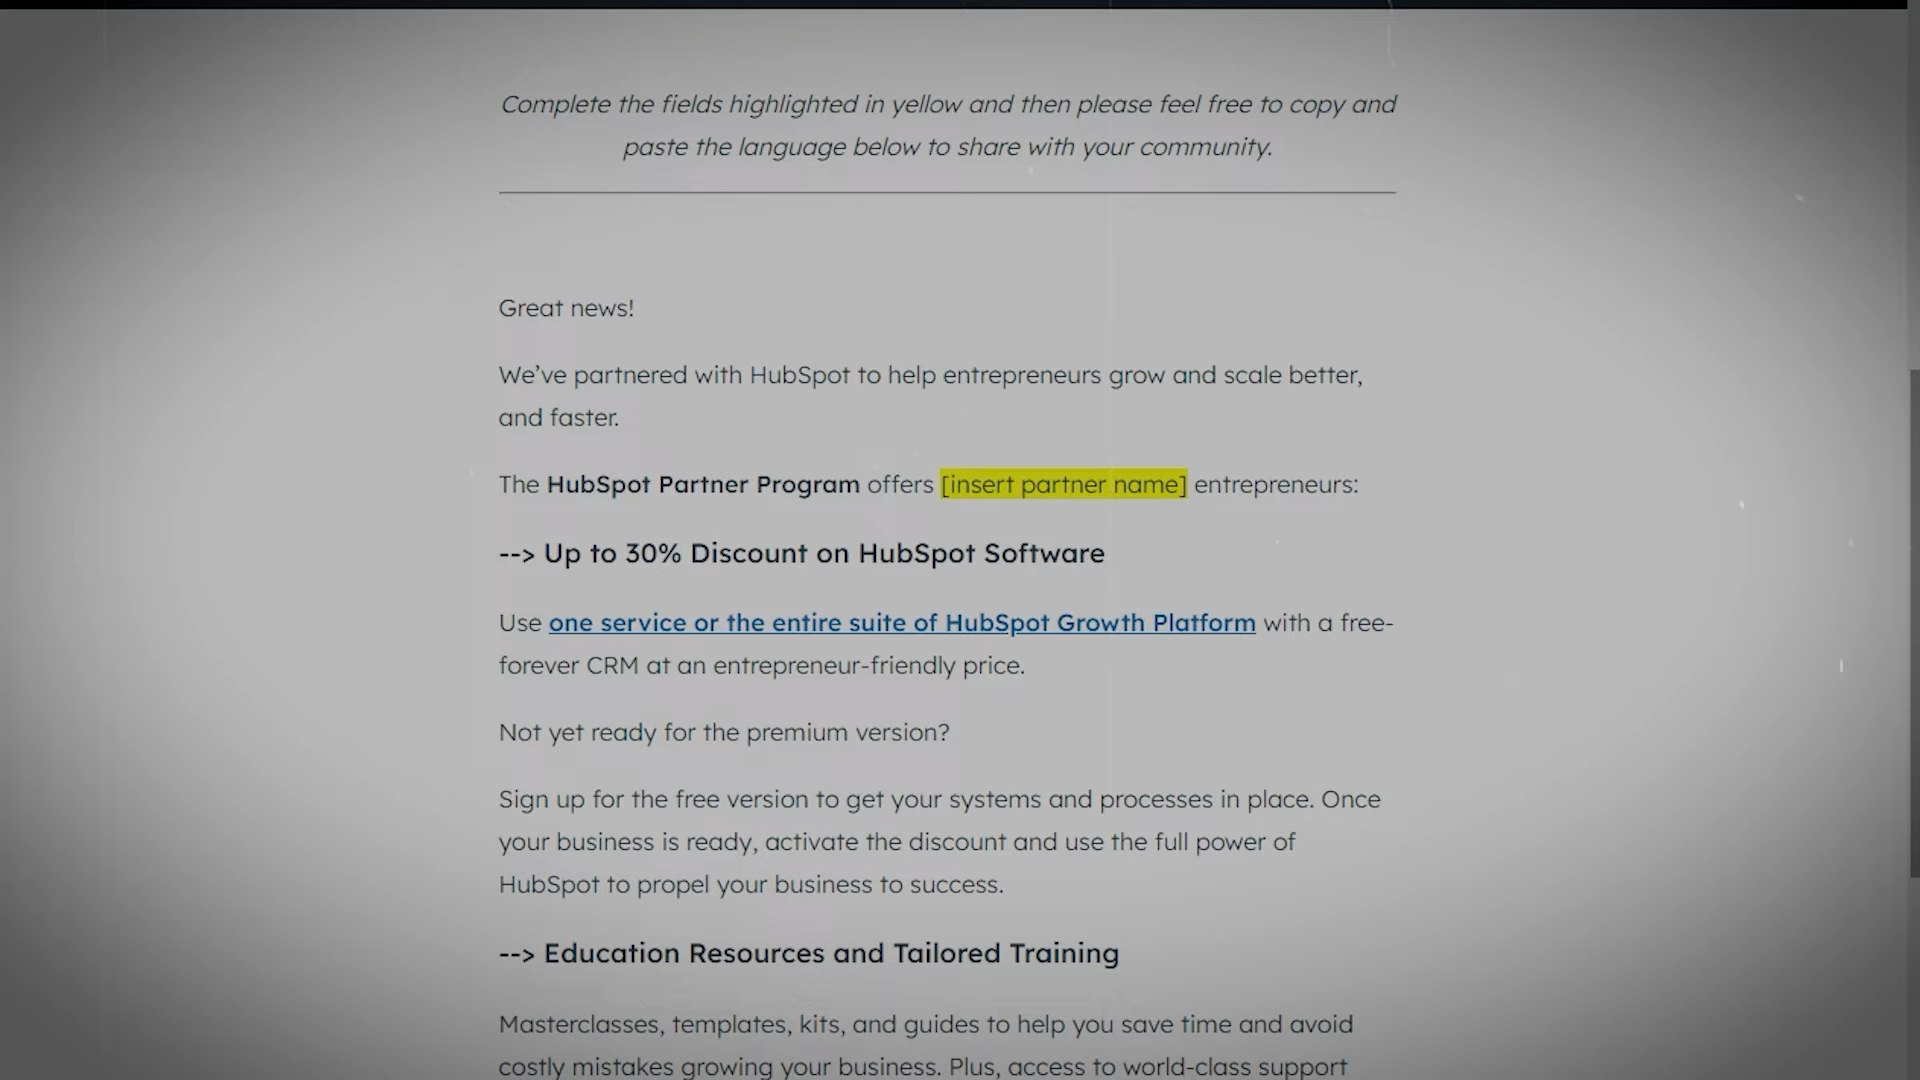 Complete the fields highlighted in yellow and then please feel free to copy and
paste the language below to share with your community.
Great news!
We’ve partnered with HubSpot to help entrepreneurs grow and scale better,
and faster.
The HubSpot Partner Program offers [insert partner name] entrepreneurs:
--> Up to 30% Discount on HubSpot Software
Use one service or the entire suite of HubSpot Growth Platform with a free-
forever CRM at an entrepreneur-friendly price.
Not yet ready for the premium version?
Sign up for the free version to get your systems and processes in place. Once
your business is ready, activate the discount and use the full power of
HubSpot to propel your business to success.
--> Education Resources and Tailored Training
Masterclasses, templates, kits, and guides to help you save time and avoid
costly mistakes growing your business. Plus, access to world-class support